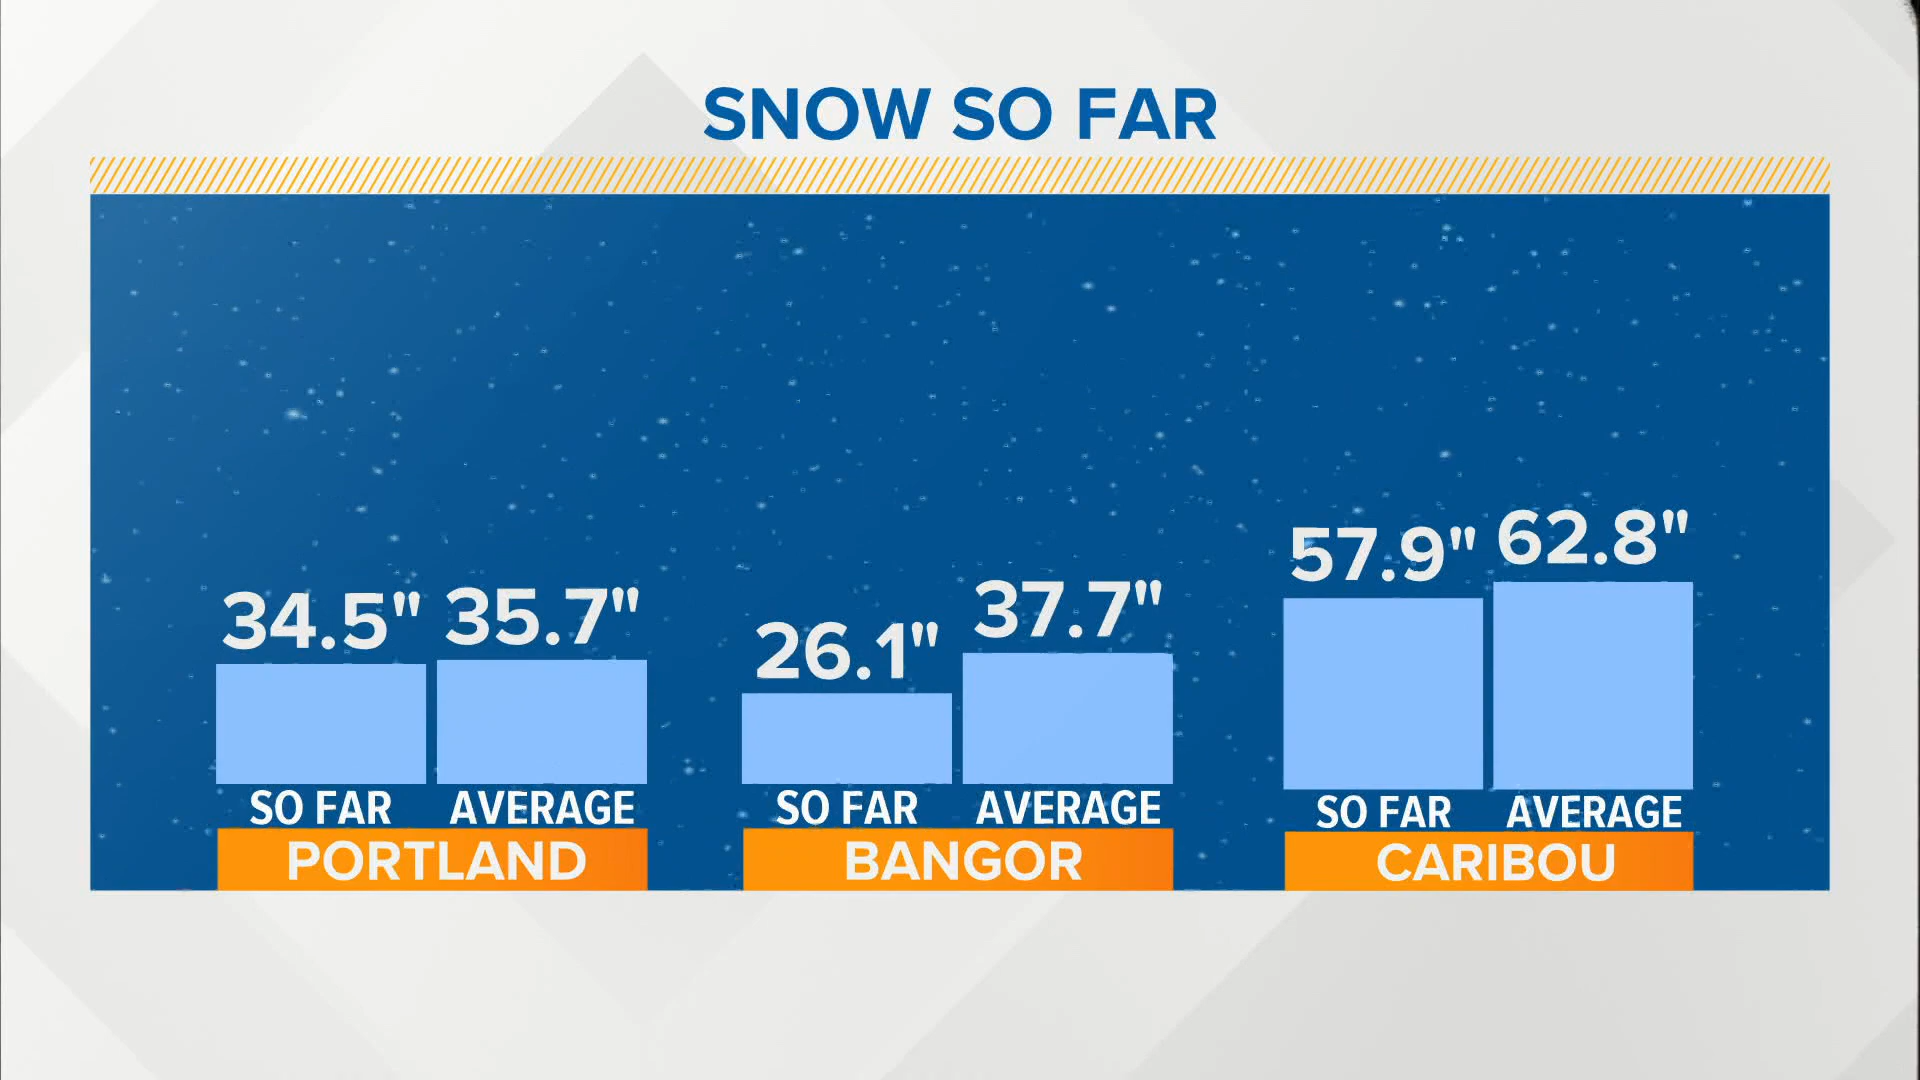 SNOW SO FAR
34.5" 35.7"
26.1" 37.7"
57.9" 62.8"
SO FAR AVERAGE
SO FAR AVERAGE
SO FAR AVERAGE
PORTLAND
BANGOR
CARIBOU